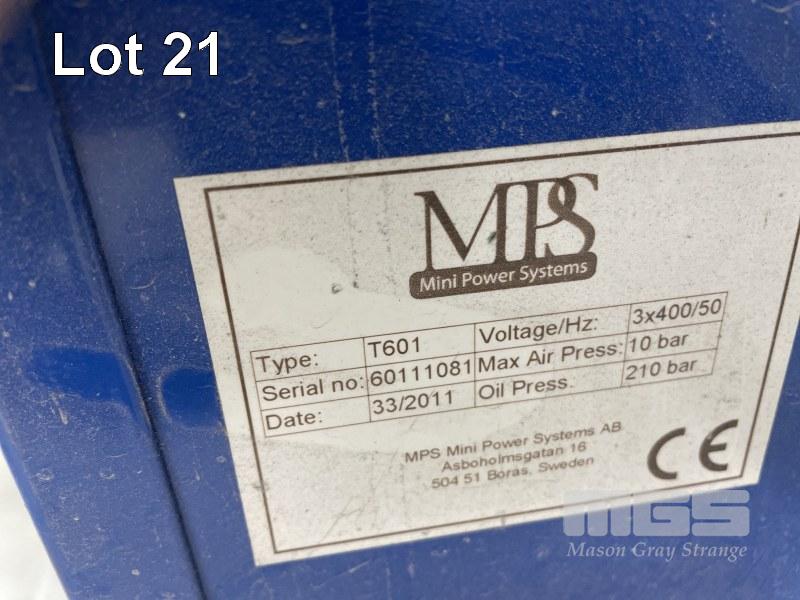 Lot 21
MPS
Mini Power Systems
Type: T601 Voltage/Hz: 3x400/50
Serial no: 60111081 Max Air Press: 10 bar
Date: 33/2011 Oil Press. 210 bar
MPS Mini Power Systems AB
Asboholmsgatan 16
504 51 Boras, Sweden
CE
MGS
Mason Gray Strange